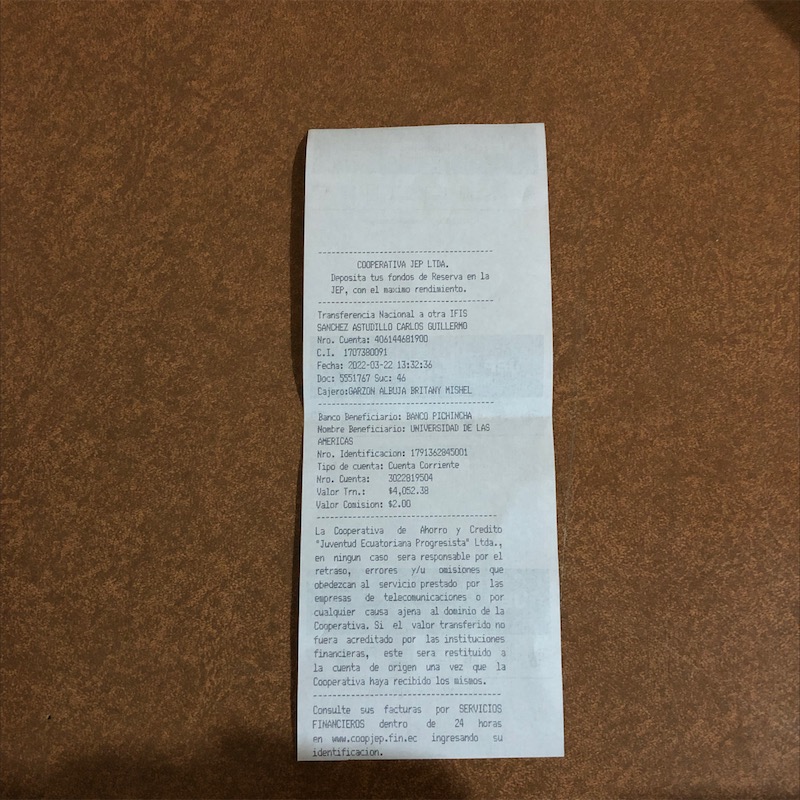 COOPERATIVA JEP LTDA.
Deposita tus fondos de Reserva en la
JEP, con el maximo rendimiento.
Transferencia Nacional a otra IFIS
SANCHEZ ASTUDILLO CARLOS GUILLERMO
Nro. Cuenta: 406144681900
C.I. 1707380091
Fecha: 2022-03-22 13:32:36
Doc: 5551767 Suc: 46
Cajero:GARZON ALBUJA BRITANY MISHEL
Banco Beneficiario: BANCO PICHINCHA
Nombre Beneficiario: UNIVERSIDAD DE LAS
AMERICAS
Nro. Identificacion: 1791362845001
Tipo de cuenta: Cuenta Corriente
Nro. Cuenta: 3022819504
Valor Trn.: $4,052.38
Valor Comision: $2.00
La Cooperativa de Ahorro y Credito
"Juventud Ecuatoriana Progresista" Ltda.,
en ningun caso sera responsable por el
retraso, errores y/u omisiones que
obedezcan al servicio prestado por las
empresas de telecomunicaciones o por
cualquier causa ajena al dominio de la
Cooperativa. Si el valor transferido no
fuera acreditado por las instituciones
financieras, este sera restituido a
la cuenta de origen una vez que la
Cooperativa haya recibido los mismos.
Consulte sus facturas por SERVICIOS
FINANCIEROS dentro de 24 horas
en www.coopjep.fin.ec ingresando su
identificacion.